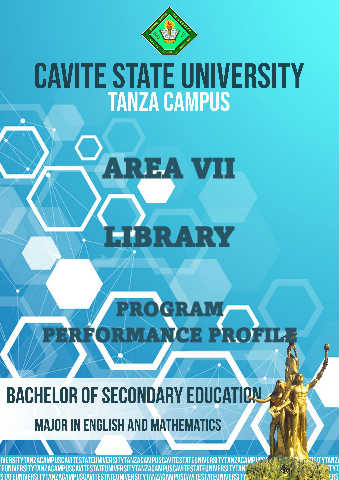 CAVITE STATE UNIVERSITY
TANZA CAMPUS
AREA VII
LIBRARY
PROGRAM
PERFORMANCE PROFILE
BACHELOR OF SECONDARY EDUCATION
MAJOR IN ENGLISH AND MATHEMATICS